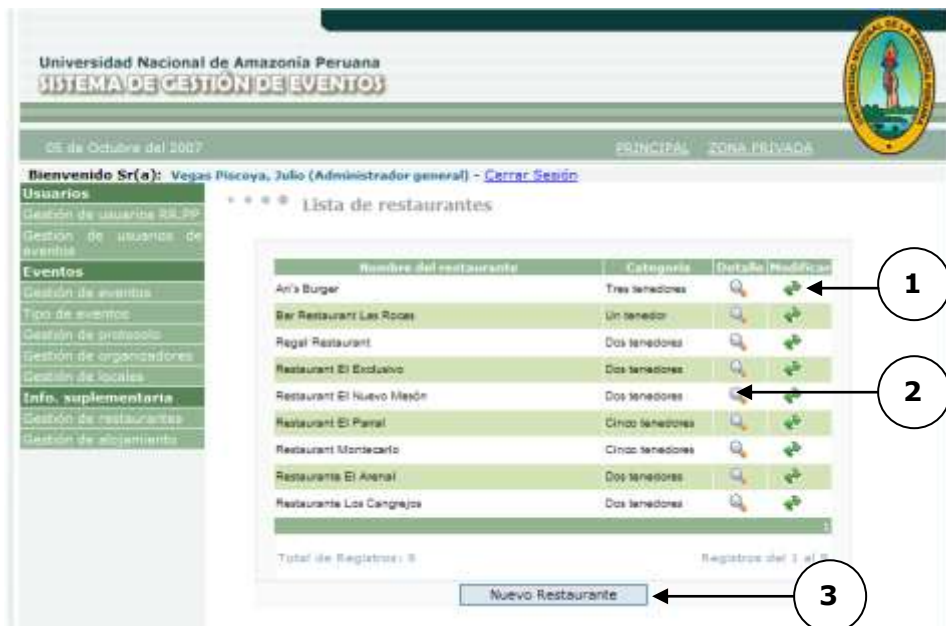 Universidad Nacional de Amazonia Peruana
SISTEMA DE GESTIÓN DE EVENTOS
05 de Octubre del 2007 PRINCIPAL ZONA PRIVADA
Bienvenido Sr(a): Vegas Piscoya, Julio (Administrador general) - Cerrar Sesión
Usuarios
Gestión de usuarios RR.PP
Gestión de usuarios de
eventos
Eventos
Gestión de eventos
Tipo de eventos
Gestión de protocolo
Gestión de organizadores
Gestión de locales
Info. suplementaria
Gestión de restaurantes
Gestión de alojamiento
Lista de restaurantes
Nombre del restaurante Categoría Detalle Modificar
Ari's Burger Tres tenedores
Bar Restaurant Las Rocas Un tenedor
Regal Restaurant Dos tenedores
Restaurant El Exclusivo Dos tenedores
Restaurant El Nuevo Mesón Dos tenedores
Restaurant El Parral Cinco tenedores
Restaurant Montecarlo Cinco tenedores
Restaurante El Arenal Dos tenedores
Restaurante Los Cangrejos Dos tenedores
1
Total de Registros: 9 Registros del 1 al 9
Nuevo Restaurante
1
2
3